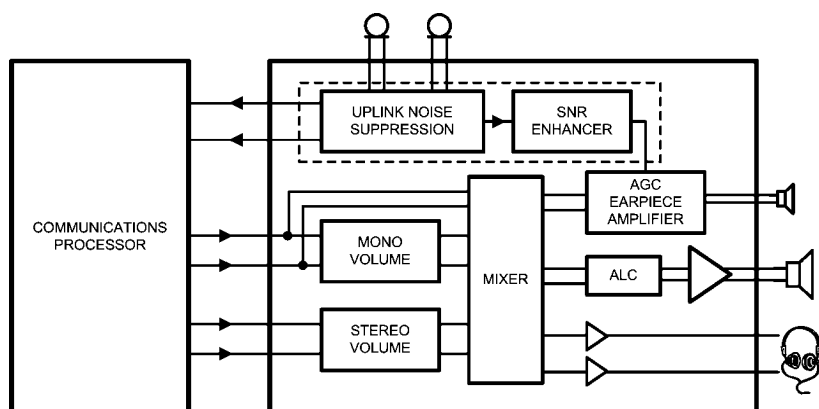 UPLINK NOISE
SUPPRESSION
SNR
ENHANCER
AGC
EARPIECE
AMPLIFIER
COMMUNICATIONS
PROCESSOR
MONO
VOLUME
MIXER
ALC
STEREO
VOLUME